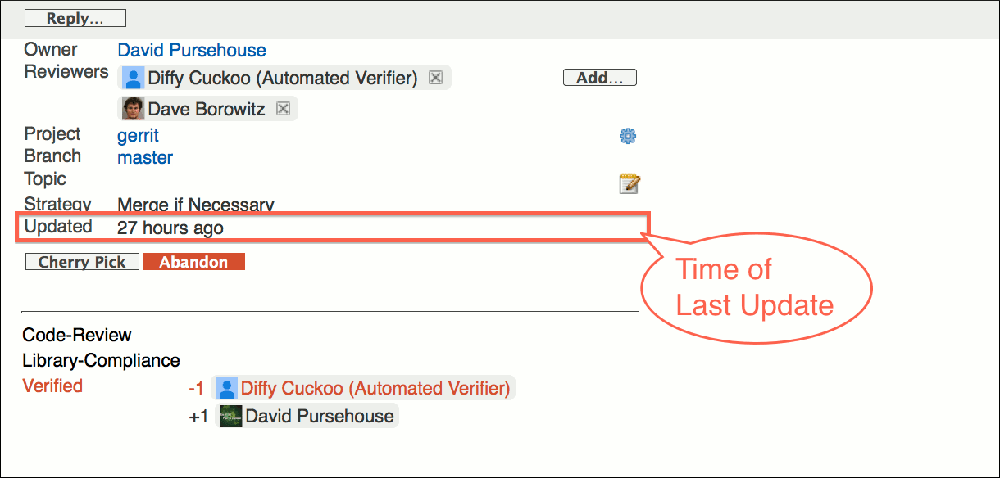 Reply...
Owner David Pursehouse
Reviewers Diffy Cuckoo (Automated Verifier) Add...
Dave Borowitz
Project gerrit
Branch master
Topic
Strategy Merge if Necessary
Updated 27 hours ago
Cherry Pick Abandon
Time of
Last Update
Code-Review
Library-Compliance
Verified -1 Diffy Cuckoo (Automated Verifier)
+1 David Pursehouse